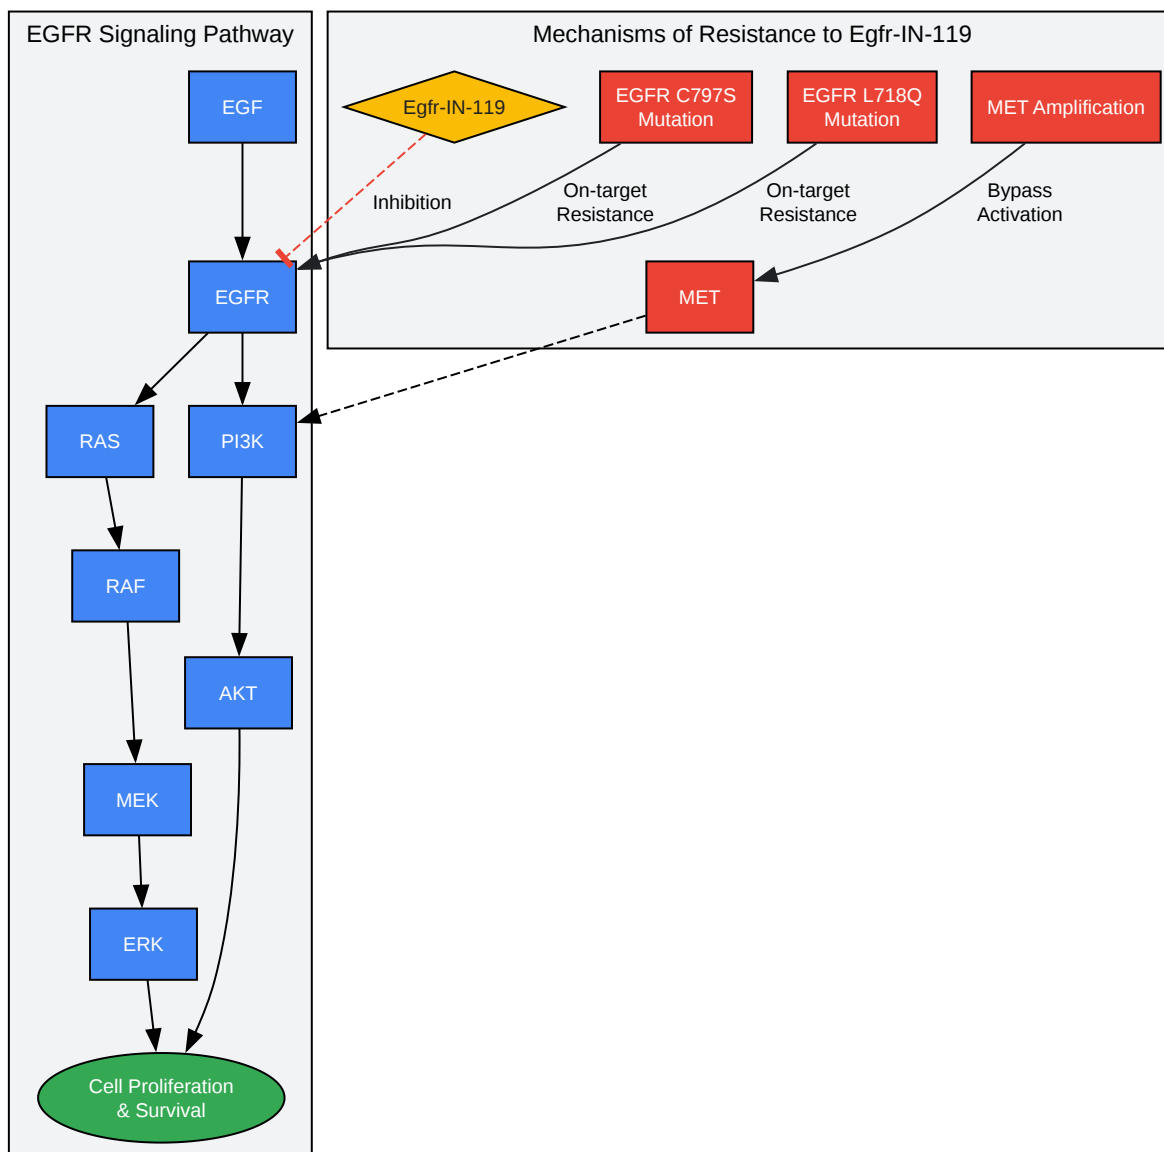 EGFR Signaling Pathway
Mechanisms of Resistance to Egfr-IN-119
EGF
Egfr-IN-119
EGFR C797S
Mutation
EGFR L718Q
Mutation
MET Amplification
Inhibition
On-target
Resistance
On-target
Resistance
Bypass
Activation
EGFR
MET
RAS
PI3K
RAF
AKT
MEK
ERK
Cell Proliferation
& Survival